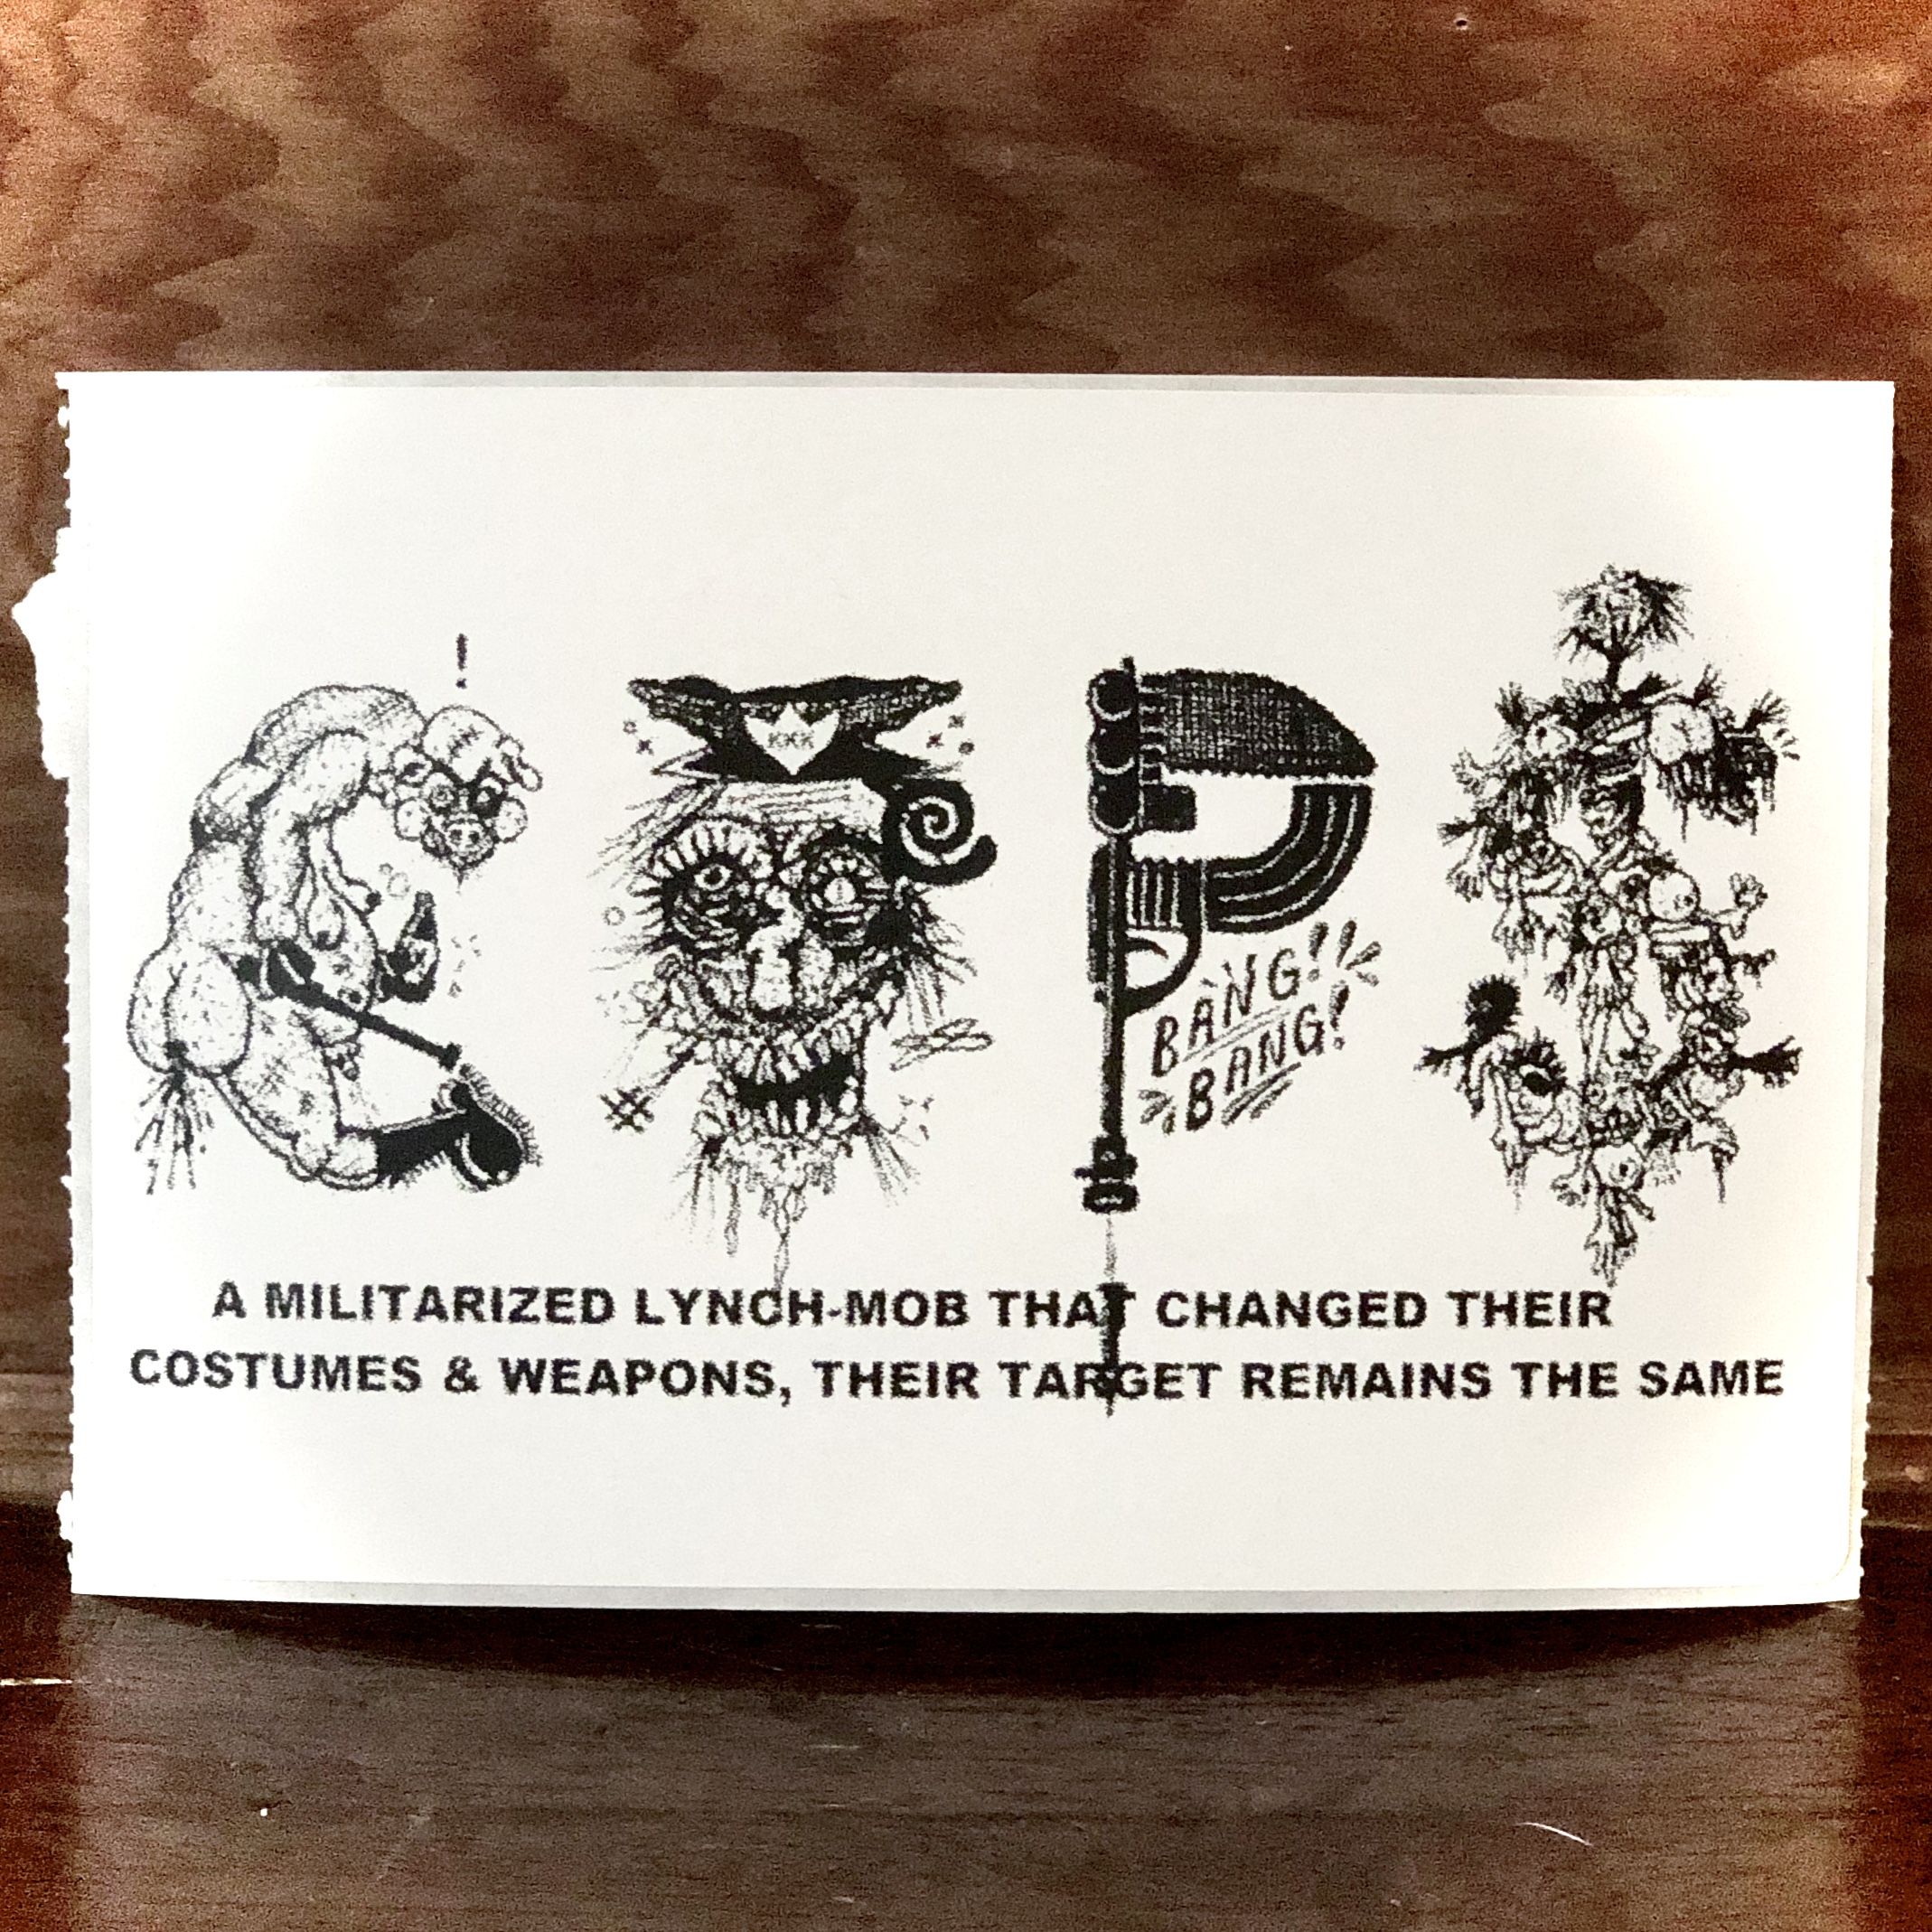 !
COPS
KKK
BANG!
BANG!
A MILITARIZED LYNCH-MOB THAT CHANGED THEIR
COSTUMES & WEAPONS, THEIR TARGET REMAINS THE SAME